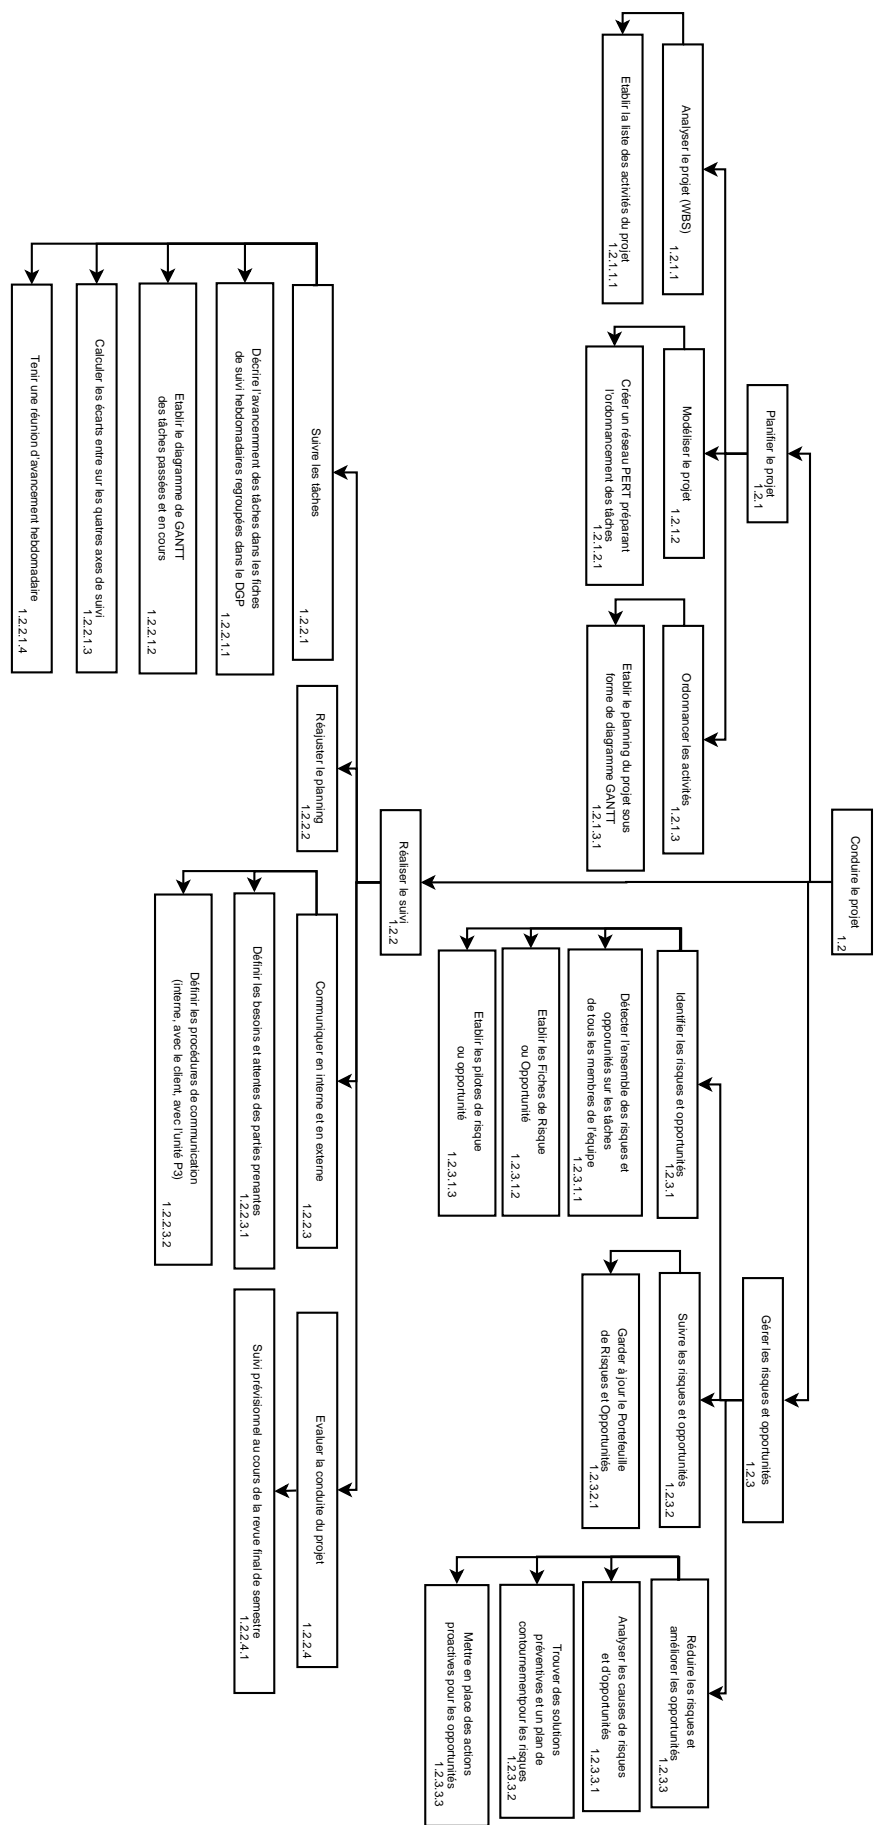 Conduire le projet
1.2
Planifier le projet
1.2.1
Analyser le projet (WBS)
1.2.1.1
Etablir la liste des activités du projet
1.2.1.1.1
Modéliser le projet
1.2.1.2
Créer un réseau PERT préparant
l'ordonnancement des tâches
1.2.1.2.1
Ordonnancer les activités
1.2.1.3
Etablir le planning du projet sous
forme de diagramme GANTT
1.2.1.3.1
Réaliser le suivi
1.2.2
Suivre les tâches
1.2.2.1
Décrire l'avancemment des tâches dans les fiches
de suivi hebdomadaires regroupées dans le DGP
1.2.2.1.1
Etablir le diagramme de GANTT
des tâches passées et en cours
1.2.2.1.2
Calculer les écarts entre sur les quatres axes de suivi
1.2.2.1.3
Tenir une réunion d'avancement hebdomadaire
1.2.2.1.4
Réajuster le planning
1.2.2.2
Communiquer en interne et en externe
1.2.2.3
Définir les besoins et attentes des parties prenantes
1.2.2.3.1
Définir les procédures de communication
(interne, avec le client, avec l'unité P3)
1.2.2.3.2
Evaluer la conduite du projet
1.2.2.4
Suivi prévisionnel au cours de la revue final de semestre
1.2.2.4.1
Gérer les risques et opportunités
1.2.3
Identifier les risques et opportunités
1.2.3.1
Détecter l'ensemble des risques et
opporunités sur les tâches
de tous les membres de l'équipe
1.2.3.1.1
Etablir les Fiches de Risque
ou Opportunité
1.2.3.1.2
Etablir les pilotes de risque
ou opportunité
1.2.3.1.3
Suivre les risques et opportunités
1.2.3.2
Garder à jour le Portefeuille
de Risques et Opportunités
1.2.3.2.1
Réduire les risques et
améliorer les opportunités
1.2.3.3
Analyser les causes de risques
et d'opportunités
1.2.3.3.1
Trouver des solutions
préventives et un plan de
contournementpour les risques
1.2.3.3.2
Mettre en place des actions
proactives pour les opportunités
1.2.3.3.3